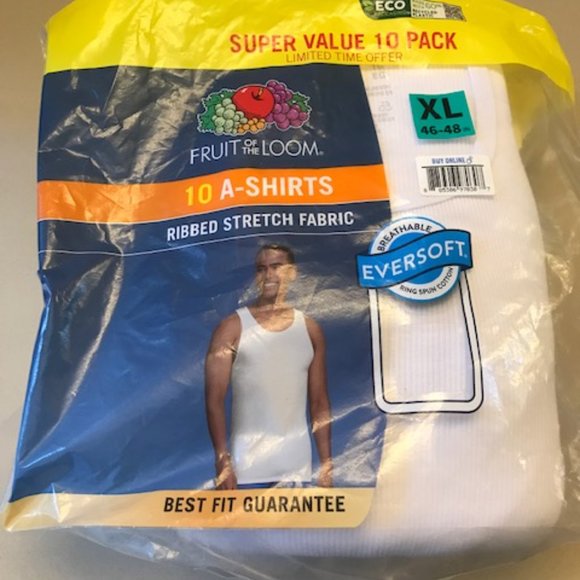 ECO
SUPER VALUE 10 PACK
LIMITED TIME OFFER
XL
46-48 in
FRUIT OF THE LOOM
BUY ONLINE
10 A-SHIRTS
RIBBED STRETCH FABRIC
BREATHABLE
EVERSOFT
RING SPUN COTTON
BEST FIT GUARANTEE